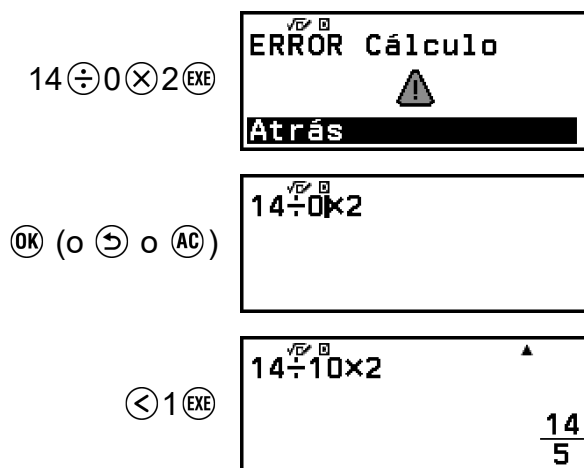 14÷0×2EXE
ERROR Cálculo
Atrás
OK (o ⮌ o AC)
14÷0×2
<1EXE
14÷10×2
14
5